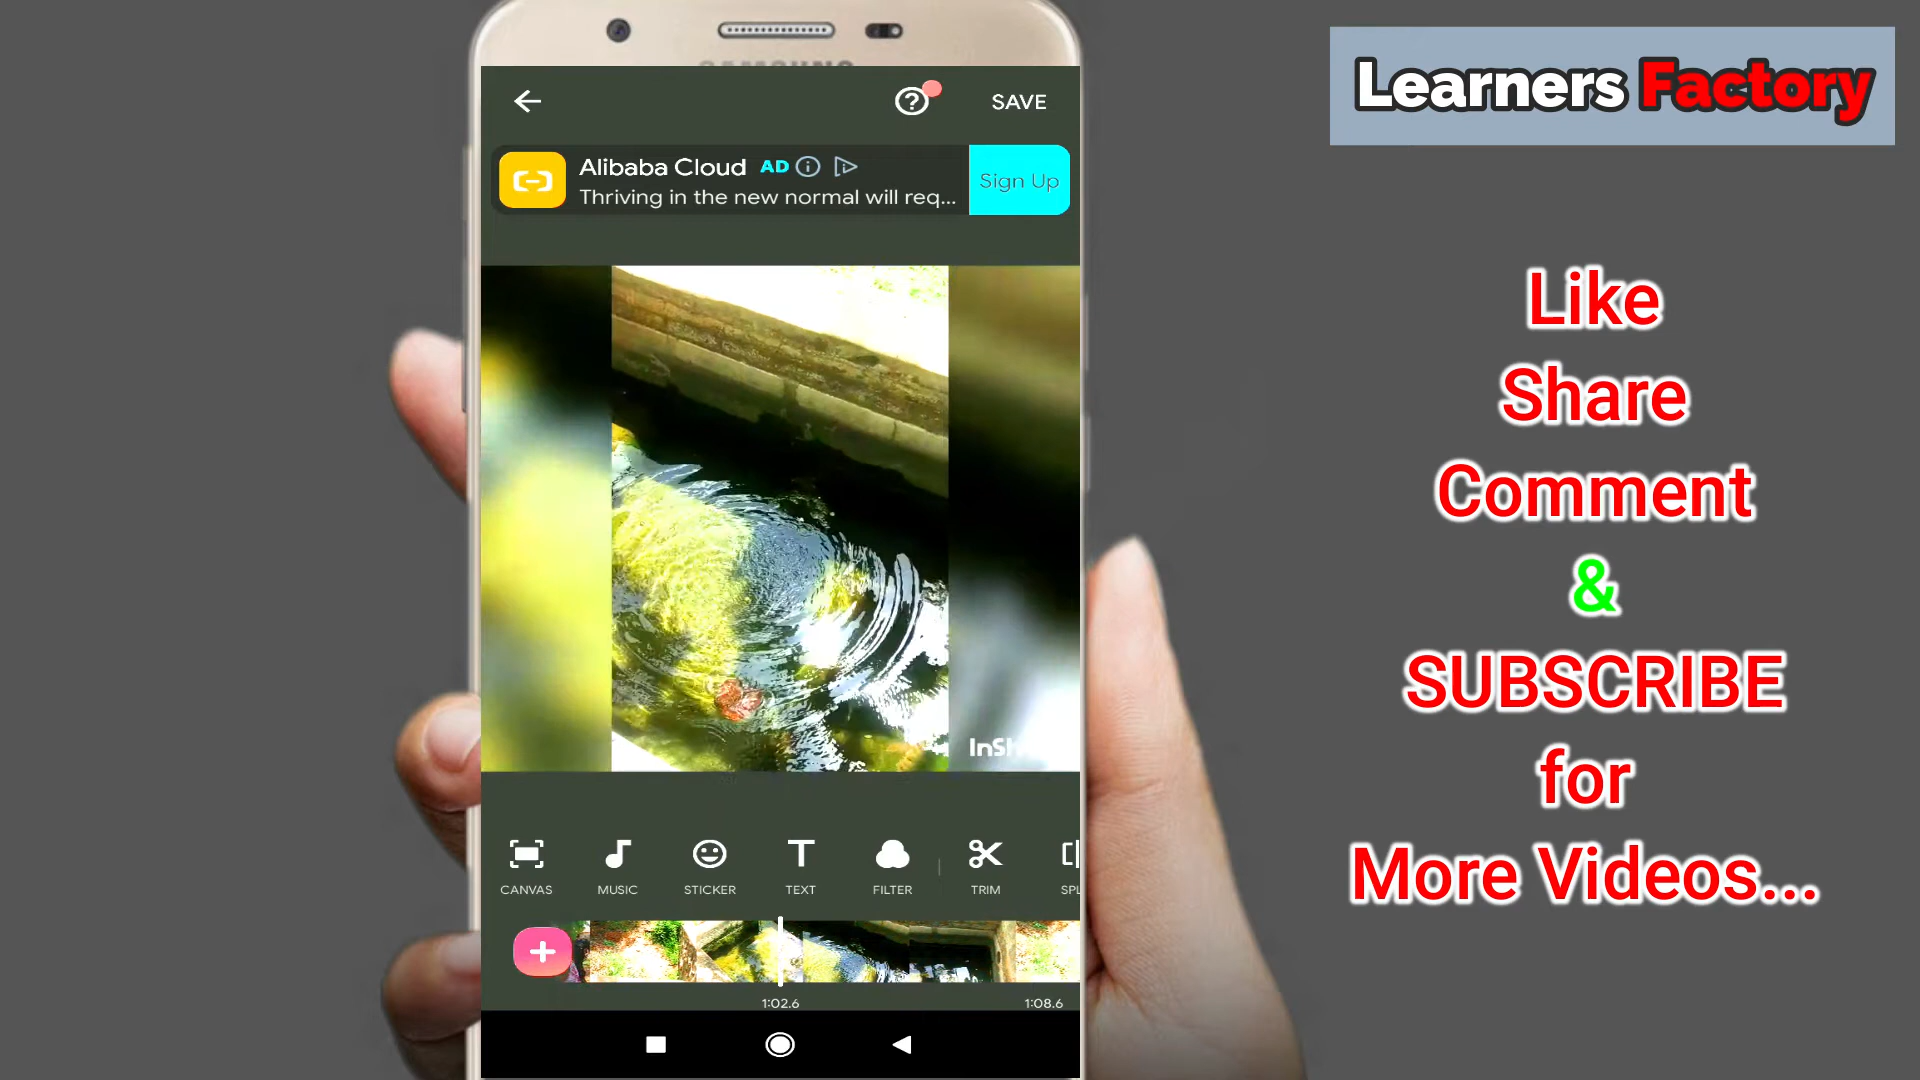 SAMSUNG
SAVE
Alibaba Cloud AD
Thriving in the new normal will req...
Sign Up
CANVAS
MUSIC
STICKER
TEXT
FILTER
TRIM
SPL
1:02.6
1:08.6
Learners Factory
Like
Share
Comment
&
SUBSCRIBE
for
More Videos...